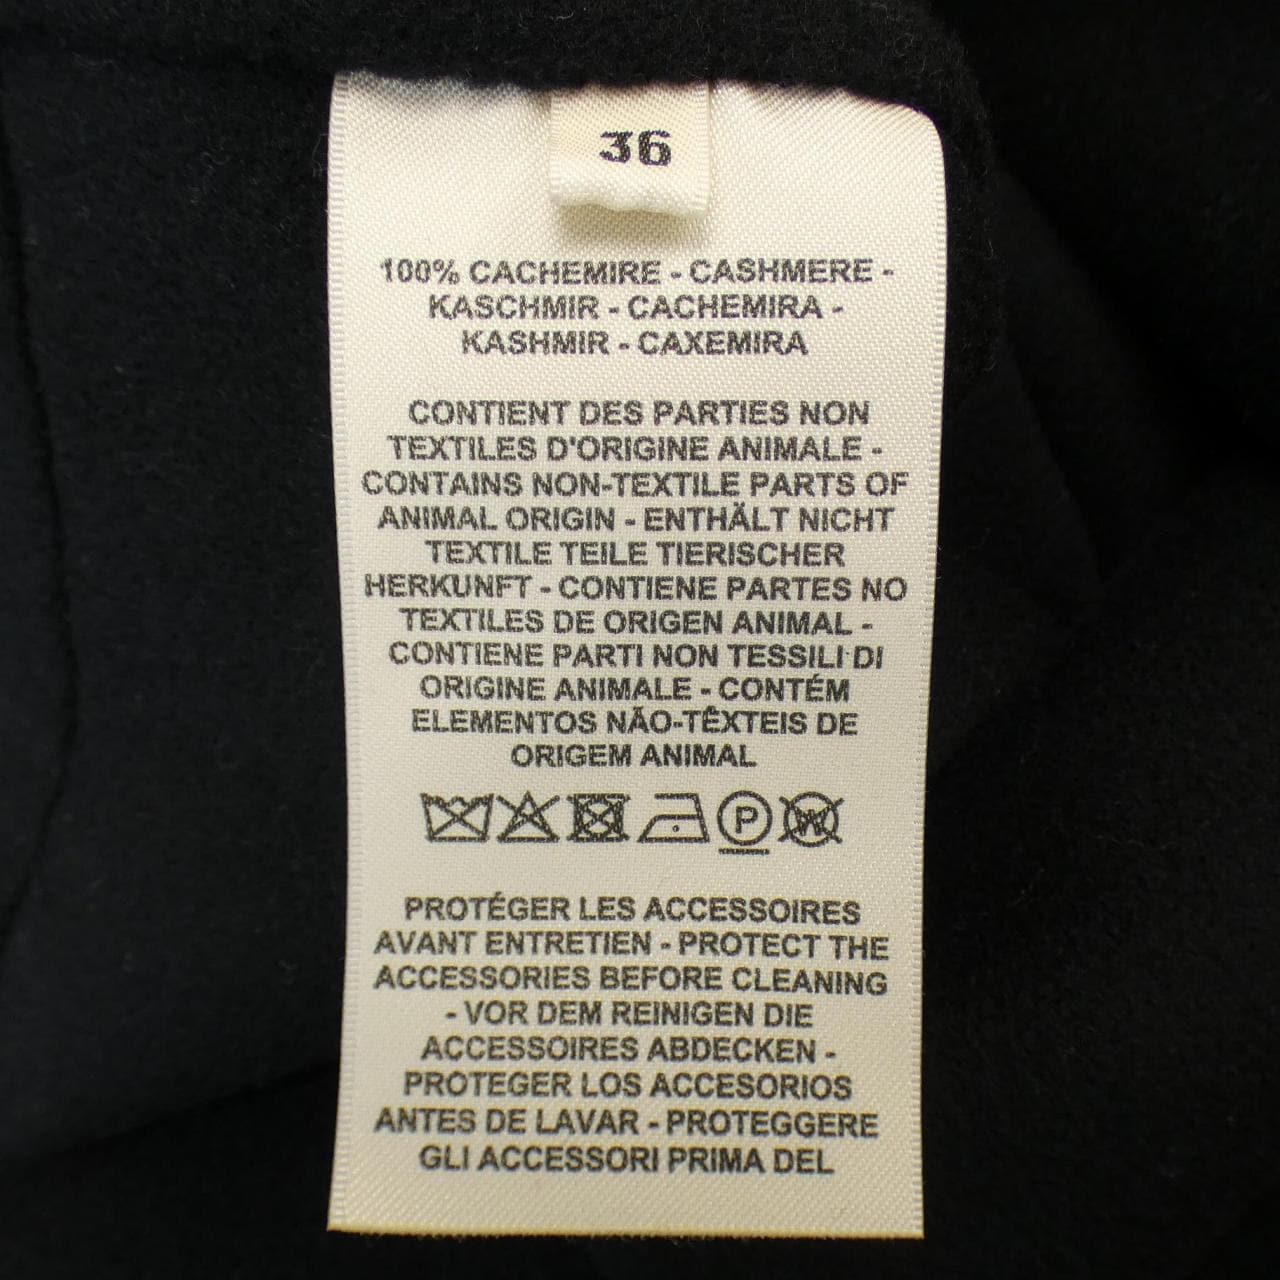 36
100% CACHEMIRE - CASHMERE -
KASCHMIR - CACHEMIRA -
KASHMIR - CAXEMIRA
CONTIENT DES PARTIES NON
TEXTILES D'ORIGINE ANIMALE -
CONTAINS NON-TEXTILE PARTS OF
ANIMAL ORIGIN - ENTHÄLT NICHT
TEXTILE TEILE TIERISCHER
HERKUNFT - CONTIENE PARTES NO
TEXTILES DE ORIGEN ANIMAL -
CONTIENE PARTI NON TESSILI DI
ORIGINE ANIMALE - CONTÉM
ELEMENTOS NÃO-TÊXTEIS DE
ORIGEM ANIMAL
P W
PROTÉGER LES ACCESSOIRES
AVANT ENTRETIEN - PROTECT THE
ACCESSORIES BEFORE CLEANING
- VOR DEM REINIGEN DIE
ACCESSOIRES ABDECKEN -
PROTEGER LOS ACCESORIOS
ANTES DE LAVAR - PROTEGGERE
GLI ACCESSORI PRIMA DEL